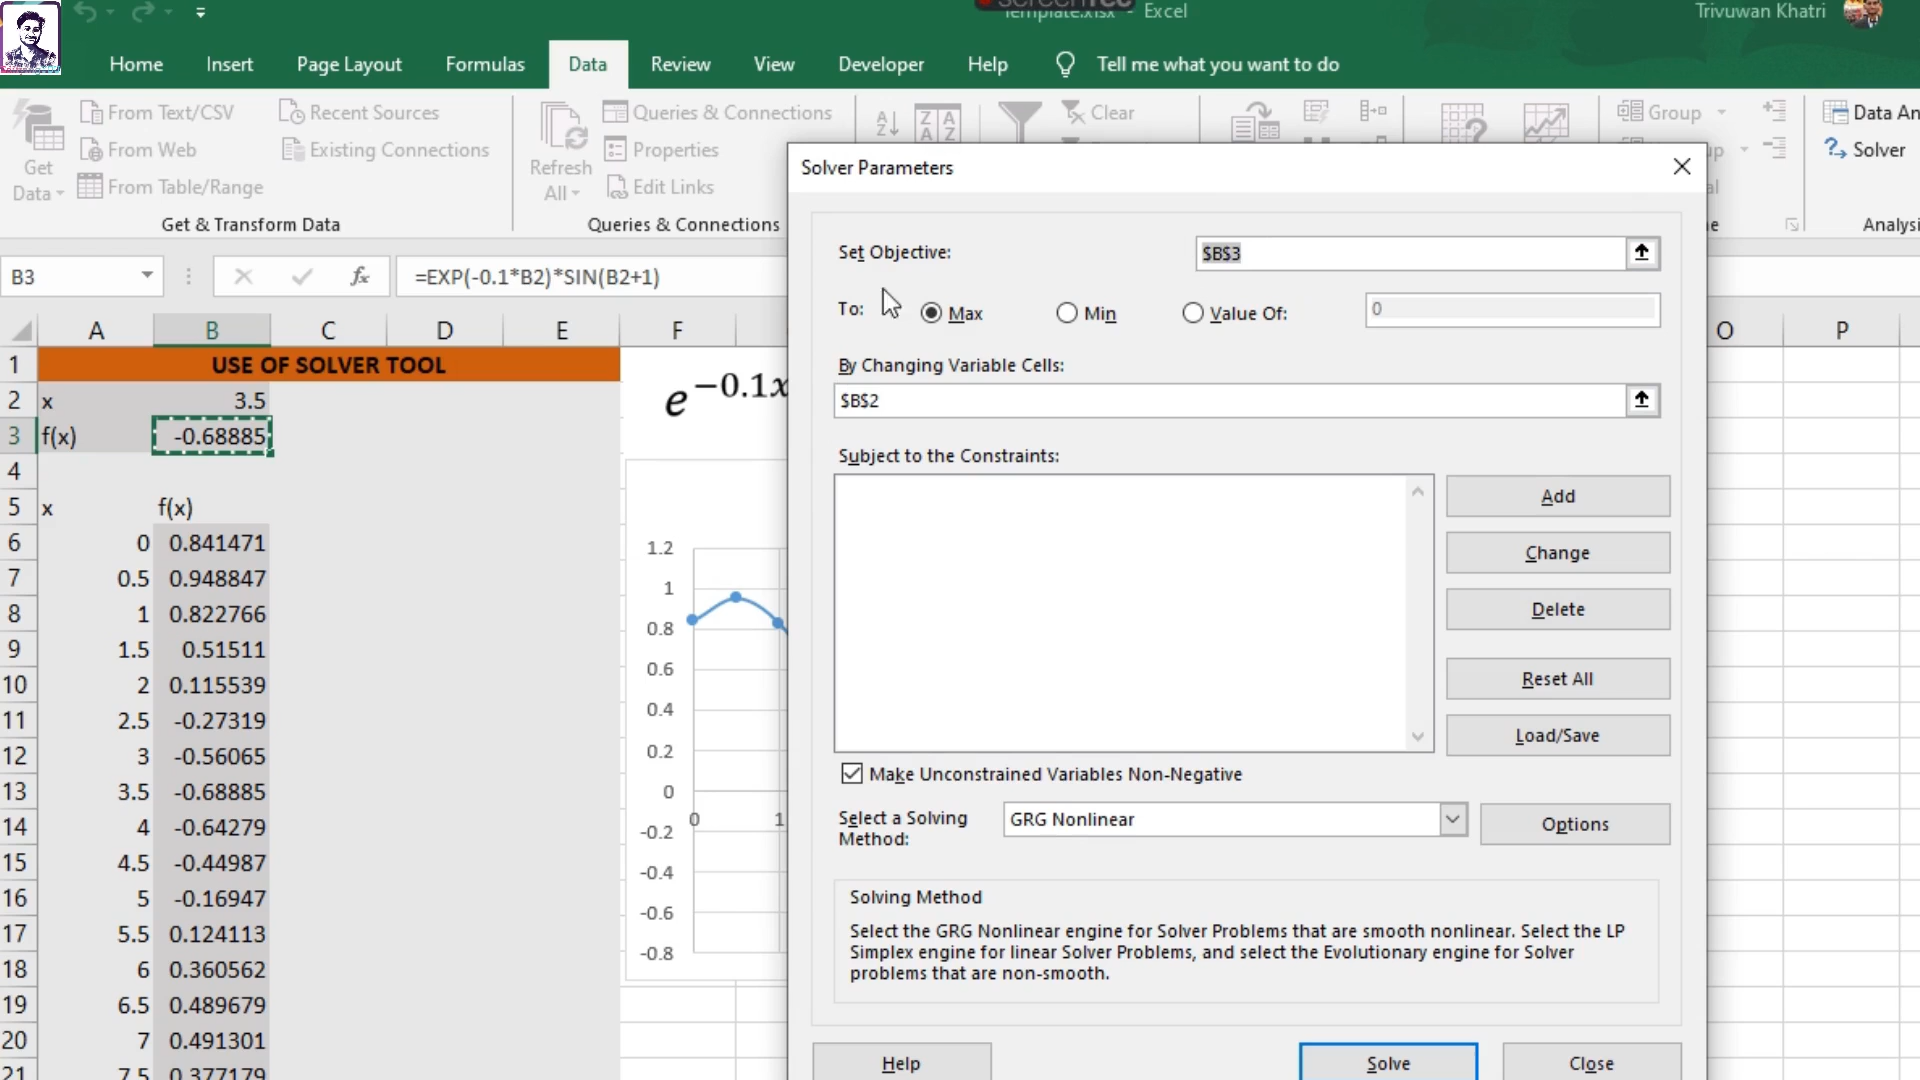 Template.xlsx - Excel
Trivuwan Khatri
Home Insert Page Layout Formulas Data Review View Developer Help Tell me what you want to do
Get Data
From Text/CSV
From Web
From Table/Range
Recent Sources
Existing Connections
Get & Transform Data
Refresh All
Queries & Connections
Properties
Edit Links
Queries & Connections
Clear
Group
Data An
Solver
Analysi
B3
fx
=EXP(-0.1*B2)*SIN(B2+1)
A B C D E F O P
1 USE OF SOLVER TOOL
2 x 3.5
3 f(x) -0.68885
4
5 x f(x)
6 0 0.841471
7 0.5 0.948847
8 1 0.822766
9 1.5 0.51511
10 2 0.115539
11 2.5 -0.27319
12 3 -0.56065
13 3.5 -0.68885
14 4 -0.64279
15 4.5 -0.44987
16 5 -0.16947
17 5.5 0.124113
18 6 0.360562
19 6.5 0.489679
20 7 0.491301
21 7.5 0.377179
e^−0.1x
1.2
1
0.8
0.6
0.4
0.2
0
-0.2
-0.4
-0.6
-0.8
0 1
Solver Parameters
Set Objective: $B$3
To: Max Min Value Of: 0
By Changing Variable Cells:
$B$2
Subject to the Constraints:
Add
Change
Delete
Reset All
Load/Save
Make Unconstrained Variables Non-Negative
Select a Solving Method: GRG Nonlinear Options
Solving Method
Select the GRG Nonlinear engine for Solver Problems that are smooth nonlinear. Select the LP
Simplex engine for linear Solver Problems, and select the Evolutionary engine for Solver
problems that are non-smooth.
Help Solve Close